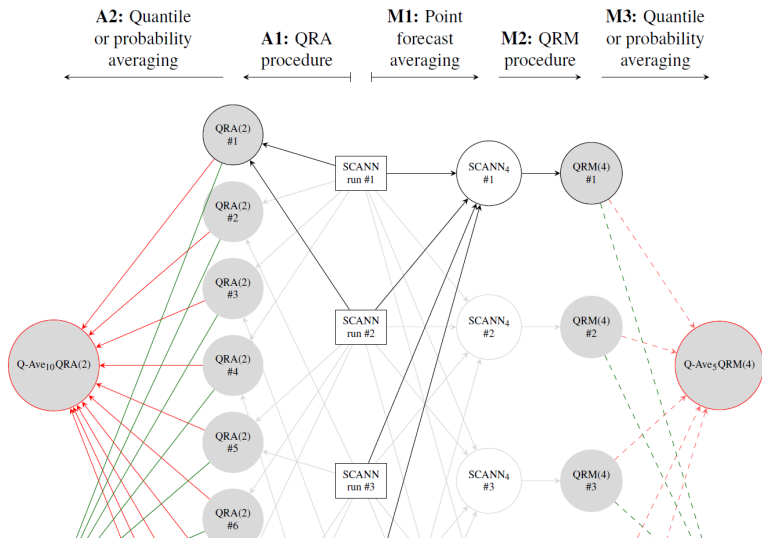 A2: Quantile
or probability
averaging
A1: QRA
procedure
M1: Point
forecast
averaging
M2: QRM
procedure
M3: Quantile
or probability
averaging
QRA(2)
#1
SCANN
run #1
SCANN4
#1
QRM(4)
#1
QRA(2)
#2
QRA(2)
#3
SCANN
run #2
SCANN4
#2
QRM(4)
#2
Q-Ave10QRA(2)
QRA(2)
#4
Q-Ave5QRM(4)
QRA(2)
#5
SCANN
run #3
SCANN4
#3
QRM(4)
#3
QRA(2)
#6